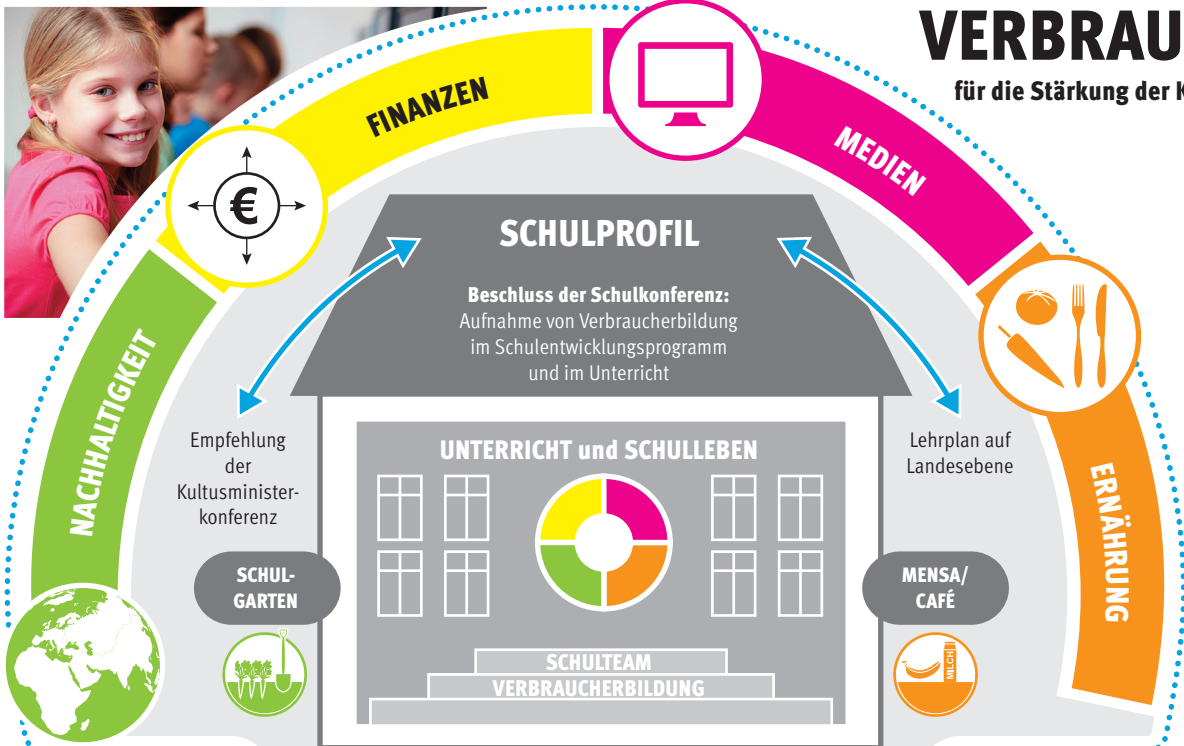 VERBRAU
für die Stärkung der K
FINANZEN
€
MEDIEN
NACHHALTIGKEIT
ERNÄHRUNG
SCHULPROFIL
Beschluss der Schulkonferenz:
Aufnahme von Verbraucherbildung
im Schulentwicklungsprogramm
und im Unterricht
Empfehlung
der
Kultusminister-
konferenz
Lehrplan auf
Landesebene
UNTERRICHT und SCHULLEBEN
SCHUL-
GARTEN
MENSA/
CAFÉ
MILCH
SCHULTEAM
VERBRAUCHERBILDUNG